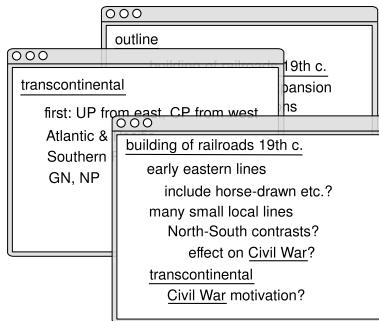 outline
building of railroads 19th c.
pansion
ns
transcontinental
first: UP from east, CP from west
Atlantic &
Southern
GN, NP
building of railroads 19th c.
early eastern lines
include horse-drawn etc.?
many small local lines
North-South contrasts?
effect on Civil War?
transcontinental
Civil War motivation?